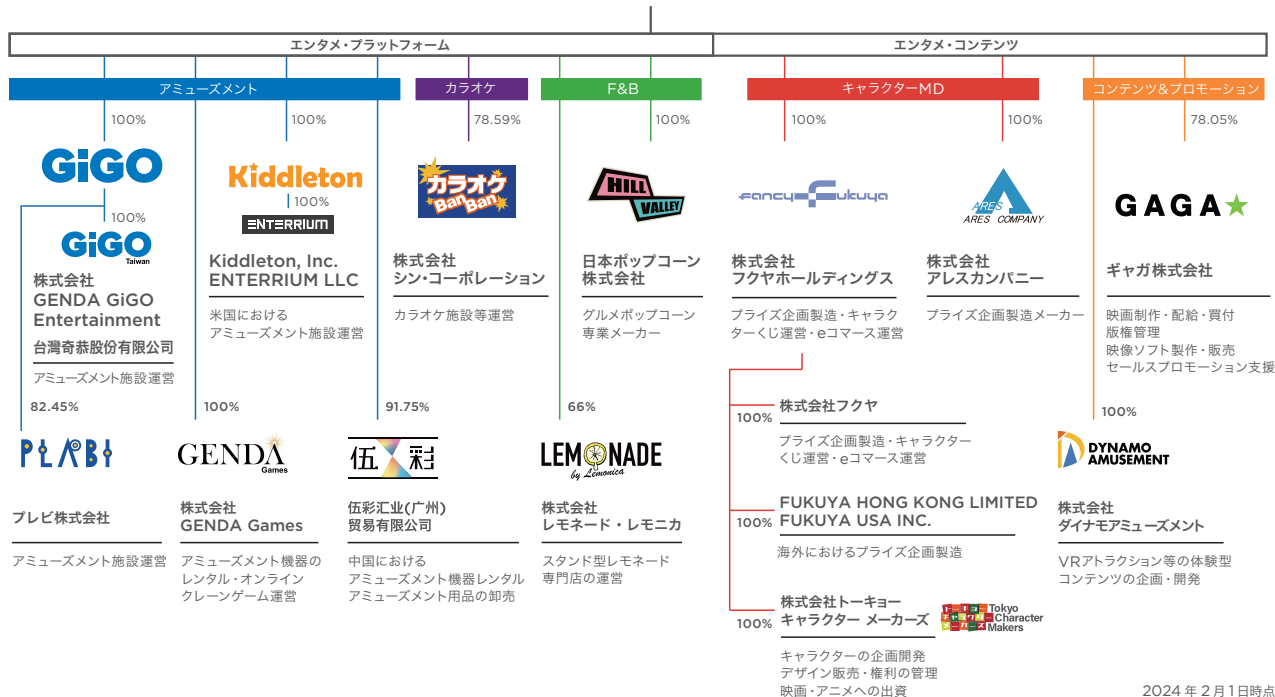 エンタメ・プラットフォーム
エンタメ・コンテンツ
アミューズメント
カラオケ
F&B
キャラクターMD
コンテンツ&プロモーション
100%
100%
78.59%
100%
100%
100%
78.05%
GiGO
100%
GiGO
Taiwan
株式会社
GENDA GiGO
Entertainment
台灣奇恭股份有限公司
アミューズメント施設運営
Kiddleton
100%
ENTERRIUM
Kiddleton, Inc.
ENTERRIUM LLC
米国における
アミューズメント施設運営
カラオケ
BanBan
株式会社
シン・コーポレーション
カラオケ施設等運営
HILL
VALLEY
日本ポップコーン
株式会社
グルメポップコーン
専業メーカー
fancy Fukuya
株式会社
フクヤホールディングス
プライズ企画製造・キャラク
ターくじ運営・eコマース運営
ARES
ARES COMPANY
株式会社
アレスカンパニー
プライズ企画製造メーカー
GAGA★
ギャガ株式会社
映画制作・配給・買付
版権管理
映像ソフト製作・販売
セールスプロモーション支援
82.45%
PLABI
プレビ株式会社
アミューズメント施設運営
100%
GENDA
Games
株式会社
GENDA Games
アミューズメント機器の
レンタル・オンライン
クレーンゲーム運営
91.75%
伍彩
伍彩汇业(广州)
贸易有限公司
中国における
アミューズメント機器レンタル
アミューズメント用品の卸売
66%
LEMONADE
by Lemonica
株式会社
レモネード・レモニカ
スタンド型レモネード
専門店の運営
100%
株式会社フクヤ
プライズ企画製造・キャラクター
くじ運営・eコマース運営
100%
FUKUYA HONG KONG LIMITED
FUKUYA USA INC.
海外におけるプライズ企画製造
100%
株式会社トーキョー
キャラクター メーカーズ
トーキョー
キャラクター
メーカーズ
Tokyo
Character
Makers
キャラクターの企画開発
デザイン販売・権利の管理
映画・アニメへの出資
100%
DYNAMO
AMUSEMENT
株式会社
ダイナモアミューズメント
VRアトラクション等の体験型
コンテンツの企画・開発
2024年2月1日時点